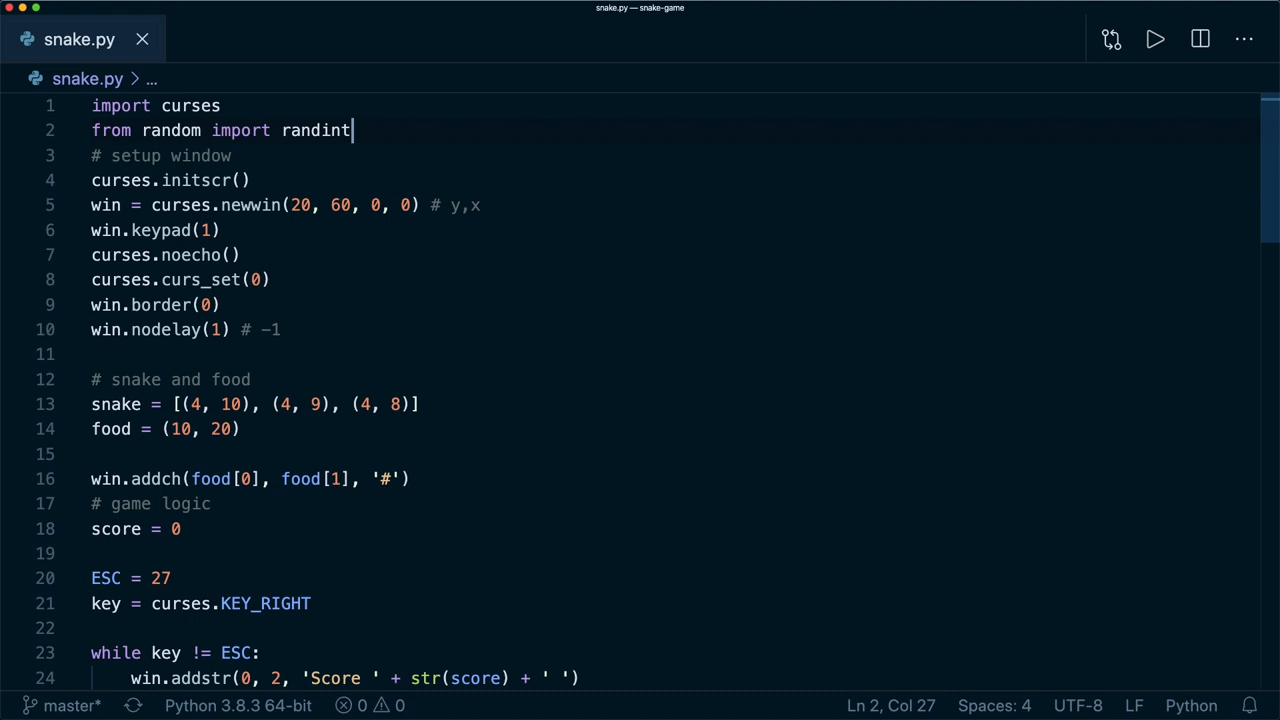 snake.py — snake-game
snake.py
snake.py > ...
1 import curses
2 from random import randint
3 # setup window
4 curses.initscr()
5 win = curses.newwin(20, 60, 0, 0) # y,x
6 win.keypad(1)
7 curses.noecho()
8 curses.curs_set(0)
9 win.border(0)
10 win.nodelay(1) # -1
11
12 # snake and food
13 snake = [(4, 10), (4, 9), (4, 8)]
14 food = (10, 20)
15
16 win.addch(food[0], food[1], '#')
17 # game logic
18 score = 0
19
20 ESC = 27
21 key = curses.KEY_RIGHT
22
23 while key != ESC:
24     win.addstr(0, 2, 'Score ' + str(score) + ' ')
master* Python 3.8.3 64-bit 0 0 Ln 2, Col 27 Spaces: 4 UTF-8 LF Python